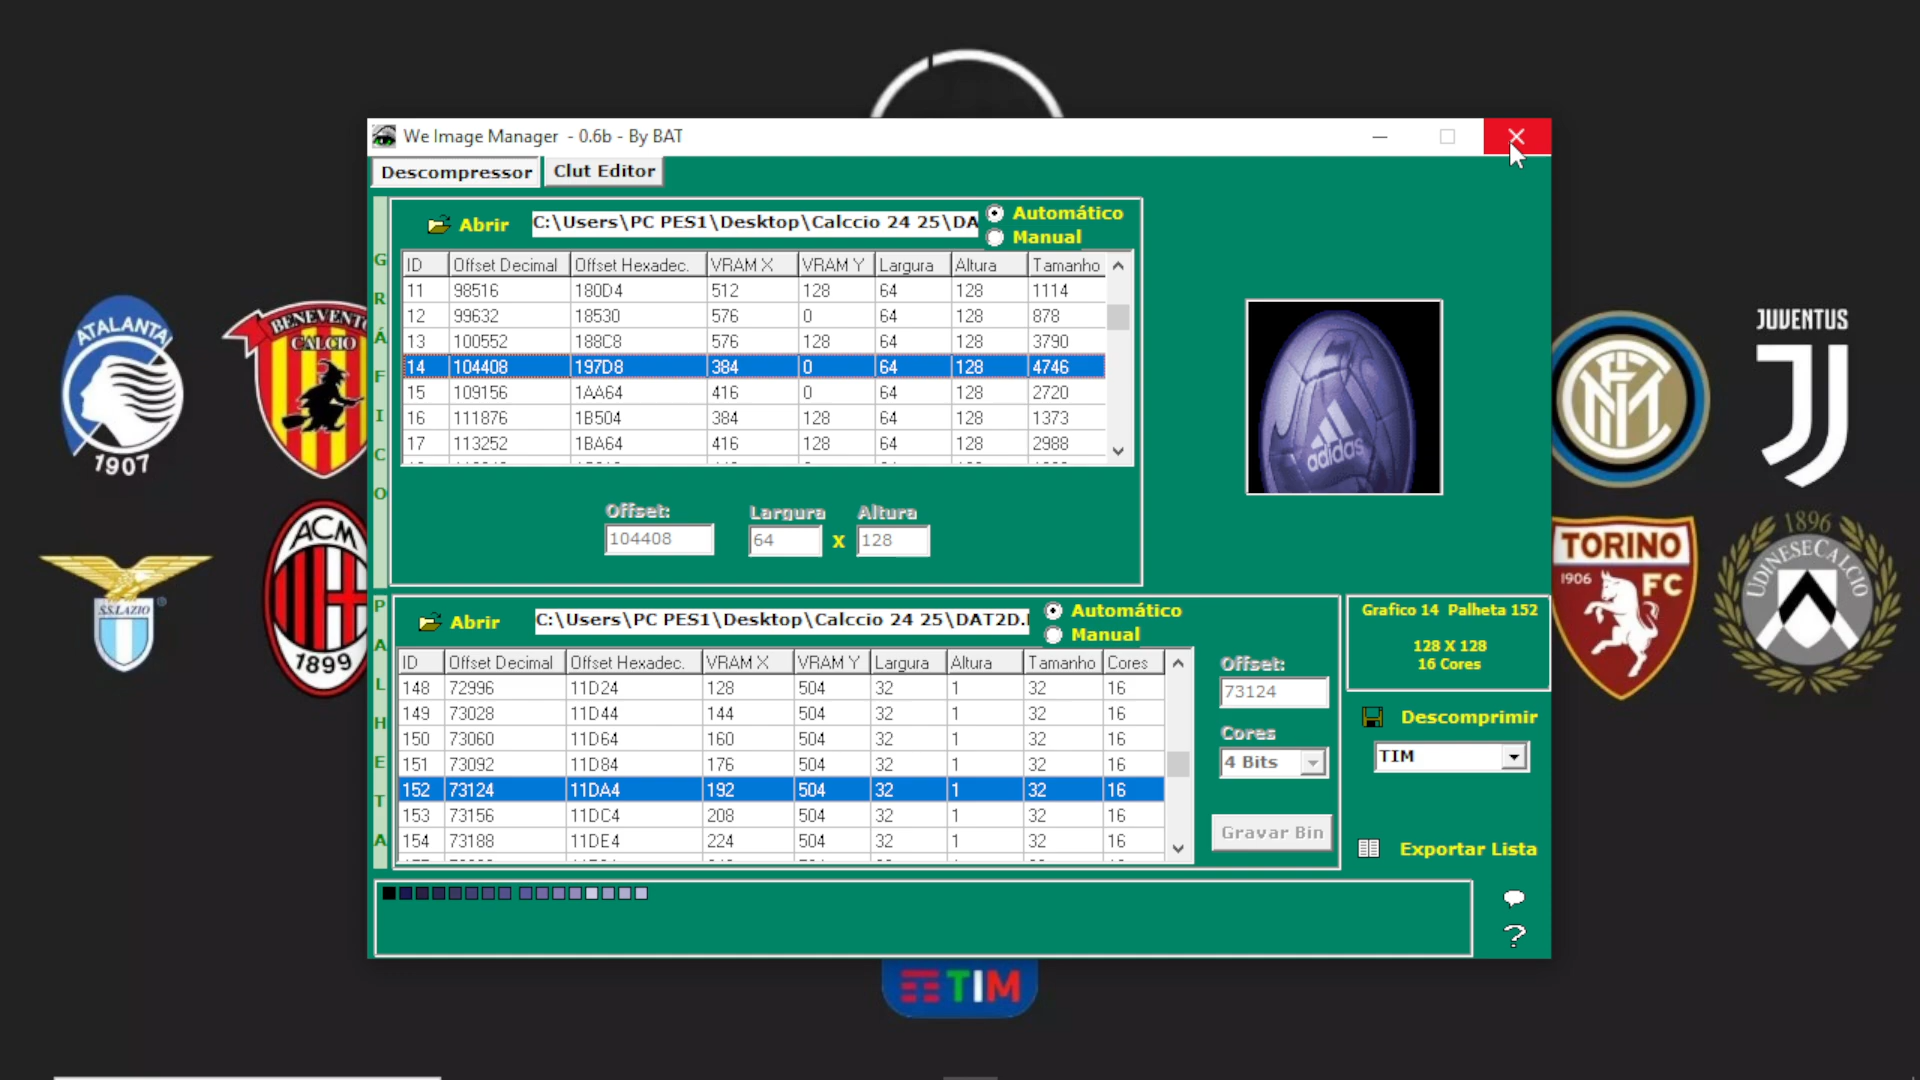 We Image Manager - 0.6b - By BAT
Descompressor Clut Editor
GRÁFICO
Abrir C:\Users\PC PES1\Desktop\Calccio 24 25\DA Automático
Manual
ID Offset Decimal Offset Hexadec. VRAM X VRAM Y Largura Altura Tamanho
11 98516 180D4 512 128 64 128 1114
12 99632 18530 576 0 64 128 878
13 100552 188C8 576 128 64 128 3790
14 104408 197D8 384 0 64 128 4746
15 109156 1AA64 416 0 64 128 2720
16 111876 1B504 384 128 64 128 1373
17 113252 1BA64 416 128 64 128 2988
Offset: Largura Altura
104408 64 x 128
adidas
PALHETA
Abrir C:\Users\PC PES1\Desktop\Calccio 24 25\DAT2D. Automático
Manual
ID Offset Decimal Offset Hexadec. VRAM X VRAM Y Largura Altura Tamanho Cores
148 72996 11D24 128 504 32 1 32 16
149 73028 11D44 144 504 32 1 32 16
150 73060 11D64 160 504 32 1 32 16
151 73092 11D84 176 504 32 1 32 16
152 73124 11DA4 192 504 32 1 32 16
153 73156 11DC4 208 504 32 1 32 16
154 73188 11DE4 224 504 32 1 32 16
Offset:
73124
Cores
4 Bits
Gravar Bin
Grafico 14 Palheta 152
128 X 128
16 Cores
Descomprimir
TIM
Exportar Lista
?
ATALANTA
1907
BENEVENTO
CALCIO
S.S.LAZIO
ACM
1899
JUVENTUS
TORINO
1906 FC
1896
UDINESE CALCIO
TIM